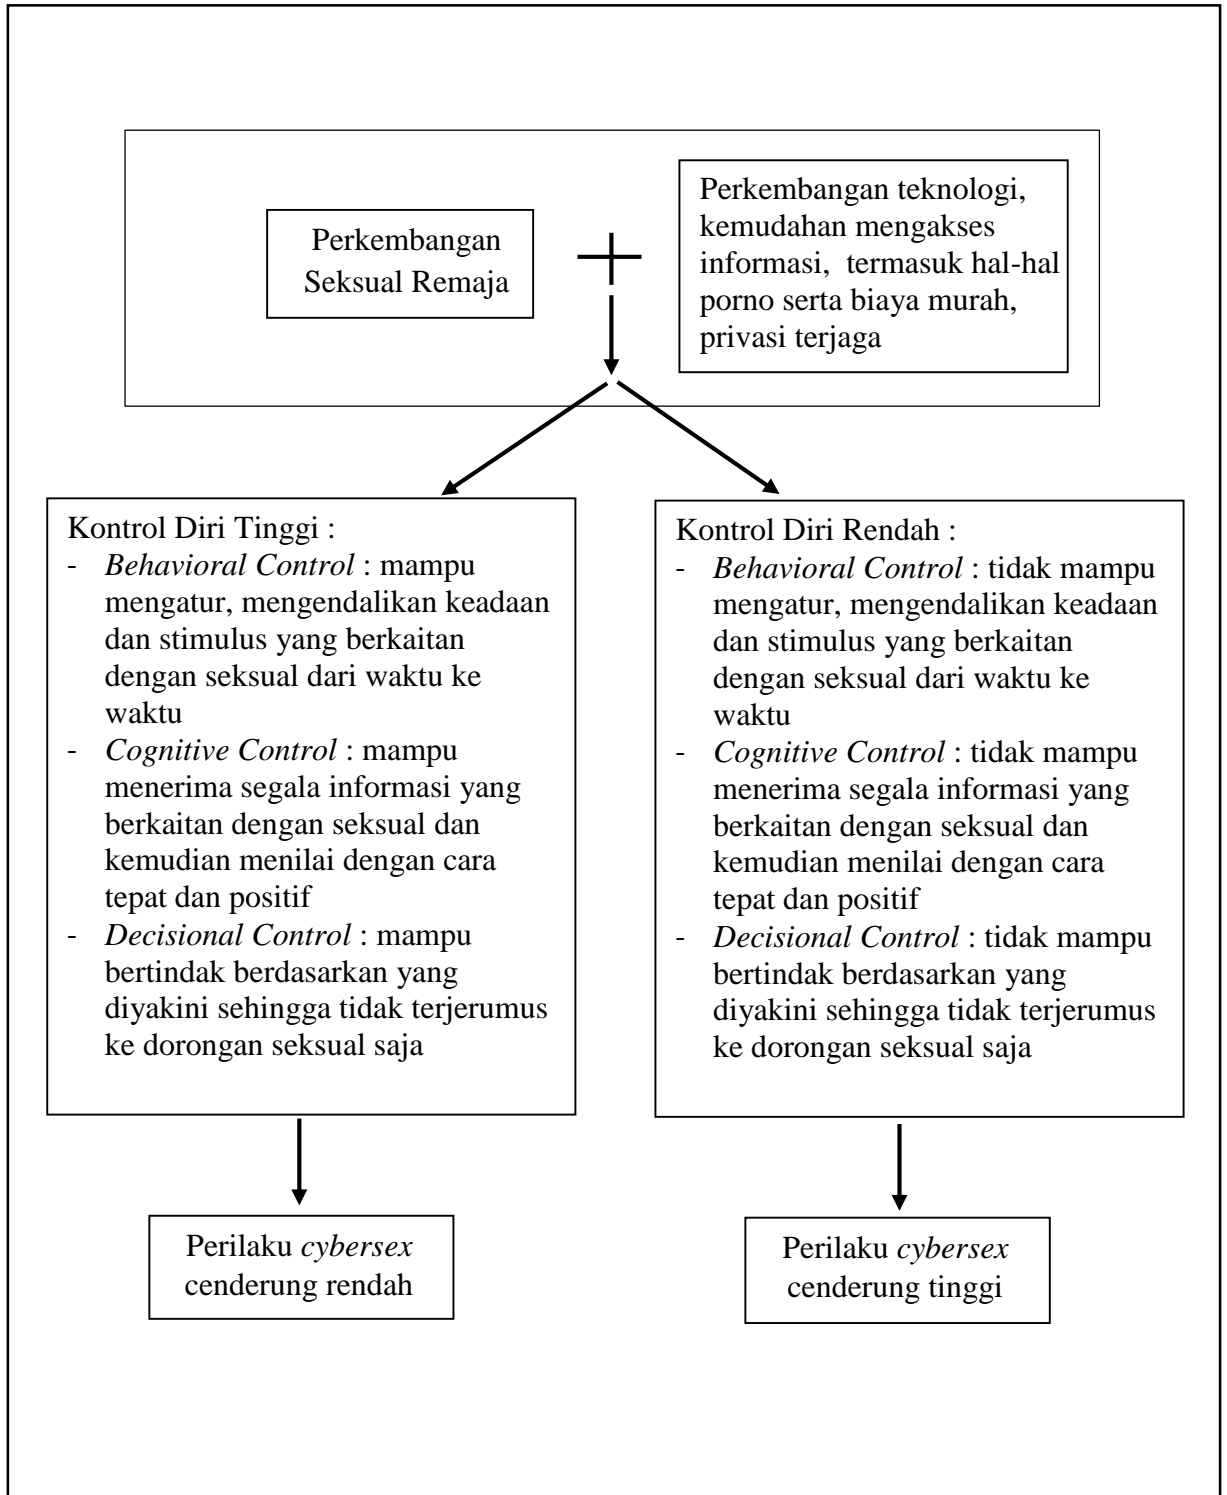 Perkembangan
Seksual Remaja
Perkembangan teknologi,
kemudahan mengakses
informasi, termasuk hal-hal
porno serta biaya murah,
privasi terjaga
Kontrol Diri Tinggi :
- Behavioral Control : mampu
mengatur, mengendalikan keadaan
dan stimulus yang berkaitan
dengan seksual dari waktu ke
waktu
- Cognitive Control : mampu
menerima segala informasi yang
berkaitan dengan seksual dan
kemudian menilai dengan cara
tepat dan positif
- Decisional Control : mampu
bertindak berdasarkan yang
diyakini sehingga tidak terjerumus
ke dorongan seksual saja
Kontrol Diri Rendah :
- Behavioral Control : tidak mampu
mengatur, mengendalikan keadaan
dan stimulus yang berkaitan
dengan seksual dari waktu ke
waktu
- Cognitive Control : tidak mampu
menerima segala informasi yang
berkaitan dengan seksual dan
kemudian menilai dengan cara
tepat dan positif
- Decisional Control : tidak mampu
bertindak berdasarkan yang
diyakini sehingga tidak terjerumus
ke dorongan seksual saja
Perilaku cybersex
cenderung rendah
Perilaku cybersex
cenderung tinggi